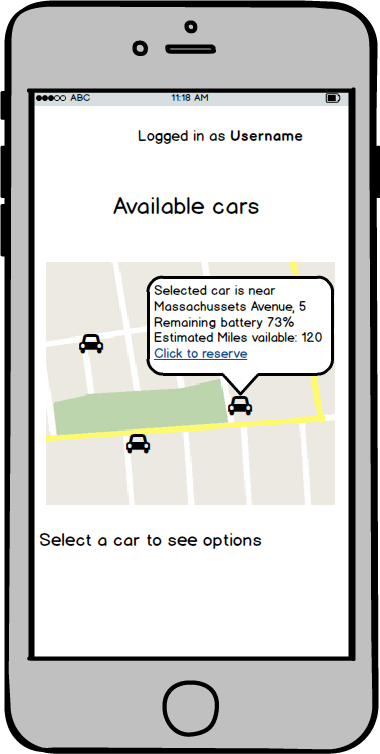 ABC 11:18 AM
Logged in as Username
Available cars
Selected car is near
Massachussets Avenue, 5
Remaining battery 73%
Estimated Miles vailable: 120
Click to reserve
Select a car to see options